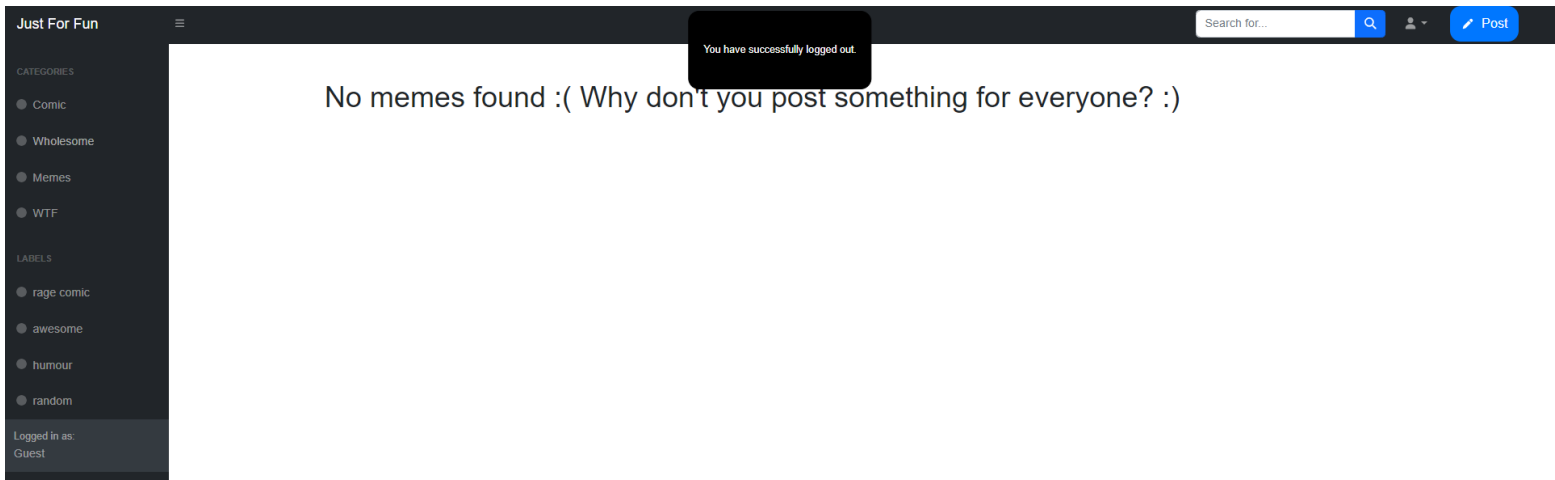 Just For Fun
Search for...
Post
You have successfully logged out.
CATEGORIES
Comic
Wholesome
Memes
WTF
LABELS
rage comic
awesome
humour
random
Logged in as:
Guest
No memes found :( Why don't you post something for everyone? :)